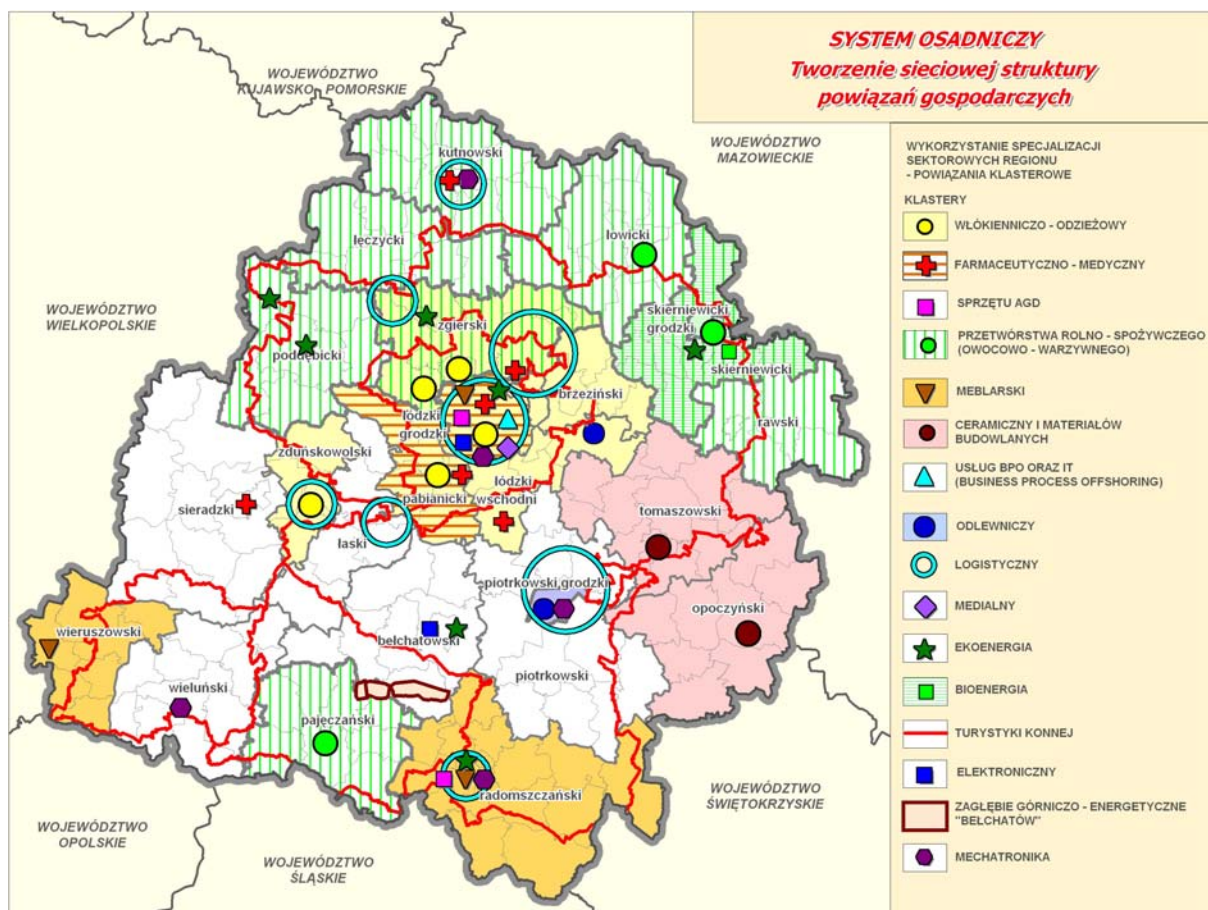 SYSTEM OSADNICZY
Tworzenie sieciowej struktury
powiązań gospodarczych
WOJEWÓDZTWO
KUJAWSKO - POMORSKIE
WOJEWÓDZTWO
MAZOWIECKIE
WOJEWÓDZTWO
WIELKOPOLSKIE
WOJEWÓDZTWO
OPOLSKIE
WOJEWÓDZTWO
ŚLĄSKIE
WOJEWÓDZTWO
ŚWIĘTOKRZYSKIE
kutnowski
łęczycki
łowicki
zgierski
skierniewicki
grodzki
skierniewicki
poddębicki
brzeziński
rawski
łódzki
grodzki
zduńskowolski
pabianicki
łódzki
wschodni
sieradzki
łaski
tomaszowski
piotrkowski grodzki
opoczyński
wieruszowski
bełchatowski
piotrkowski
wieluński
pajęczański
radomszczański
WYKORZYSTANIE SPECJALIZACJI
SEKTOROWYCH REGIONU
- POWIĄZANIA KLASTEROWE
KLASTERY
WŁÓKIENNICZO - ODZIEŻOWY
FARMACEUTYCZNO - MEDYCZNY
SPRZĘTU AGD
PRZETWÓRSTWA ROLNO - SPOŻYWCZEGO
(OWOCOWO - WARZYWNEGO)
MEBLARSKI
CERAMICZNY I MATERIAŁÓW
BUDOWLANYCH
USŁUG BPO ORAZ IT
(BUSINESS PROCESS OFFSHORING)
ODLEWNICZY
LOGISTYCZNY
MEDIALNY
EKOENERGIA
BIOENERGIA
TURYSTYKI KONNEJ
ELEKTRONICZNY
ZAGŁĘBIE GÓRNICZO - ENERGETYCZNE
"BEŁCHATÓW"
MECHATRONIKA